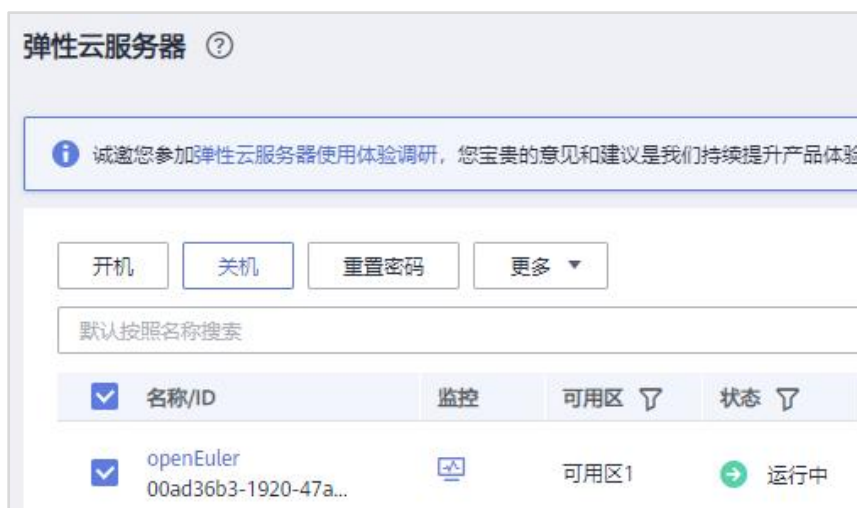 弹性云服务器
诚邀您参加弹性云服务器使用体验调研，您宝贵的意见和建议是我们持续提升产品体验
开机 关机 重置密码 更多
默认按照名称搜索
名称/ID 监控 可用区 状态
openEuler
00ad36b3-1920-47a... 可用区1 运行中